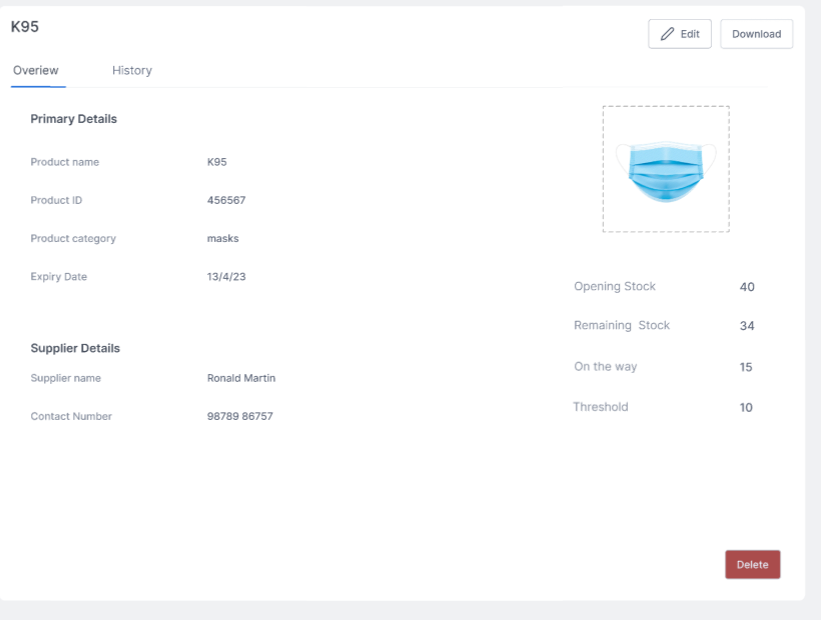 K95
Edit
Download
Overiew
History
Primary Details
Product name K95
Product ID 456567
Product category masks
Expiry Date 13/4/23
Opening Stock 40
Remaining Stock 34
On the way 15
Threshold 10
Supplier Details
Supplier name Ronald Martin
Contact Number 98789 86757
Delete